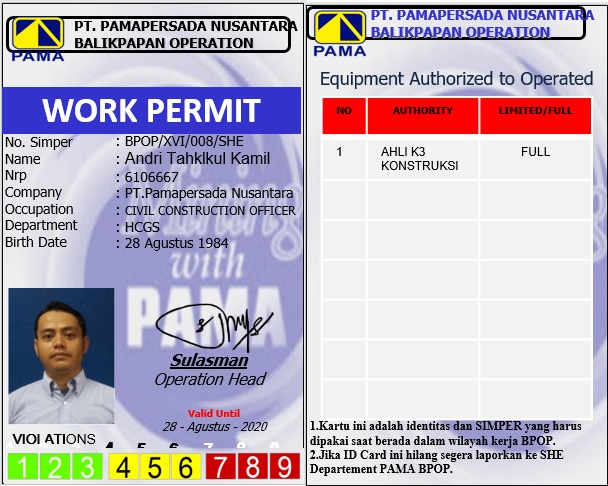 PT. PAMAPERSADA NUSANTARA
BALIKPAPAN OPERATION
PAMA
WORK PERMIT
No. Simper : BPOP/XVI/008/SHE
Name : Andri Tahklkul Kamil
Nrp : 6106667
Company : PT.Pamapersada Nusantara
Occupation : CIVIL CONSTRUCTION OFFICER
Department : HCGS
Birth Date : 28 Agustus 1984
Mining
with
PAMA
Sulasman
Operation Head
Valid Until
28 - Agustus - 2020
VIOLATIONS
1 2 3 4 5 6 7 8 9
PT. PAMAPERSADA NUSANTARA
BALIKPAPAN OPERATION
PAMA
Equipment Authorized to Operated
NO AUTHORITY LIMITED/FULL
1 AHLI K3 FULL
KONSTRUKSI
1.Kartu ini adalah identitas dan SIMPER yang harus
dipakai saat berada dalam wilayah kerja BPOP.
2.Jika ID Card ini hilang segera laporkan ke SHE
Departement PAMA BPOP.